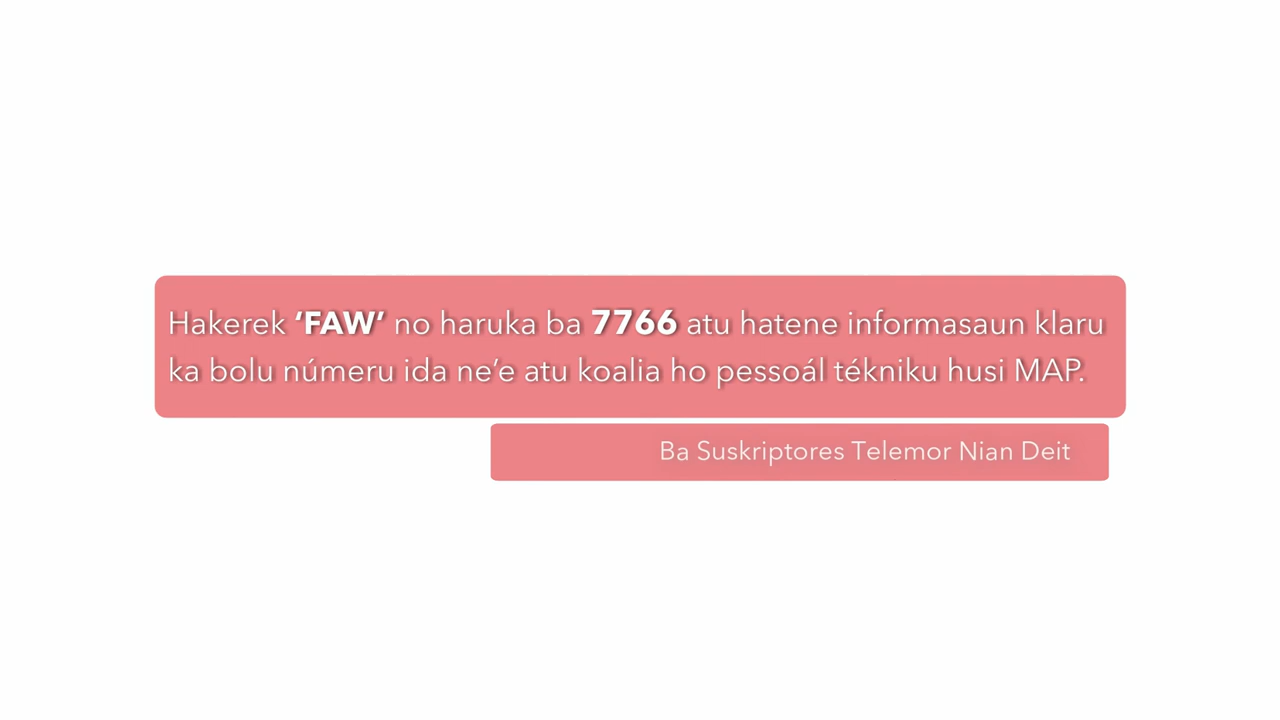 Hakerek ‘FAW’ no haruka ba 7766 atu hatene informasaun klaru
ka bolu númeru ida ne’e atu koalia ho pessoál tékniku husi MAP.
Ba Suskriptores Telemor Nian Deit